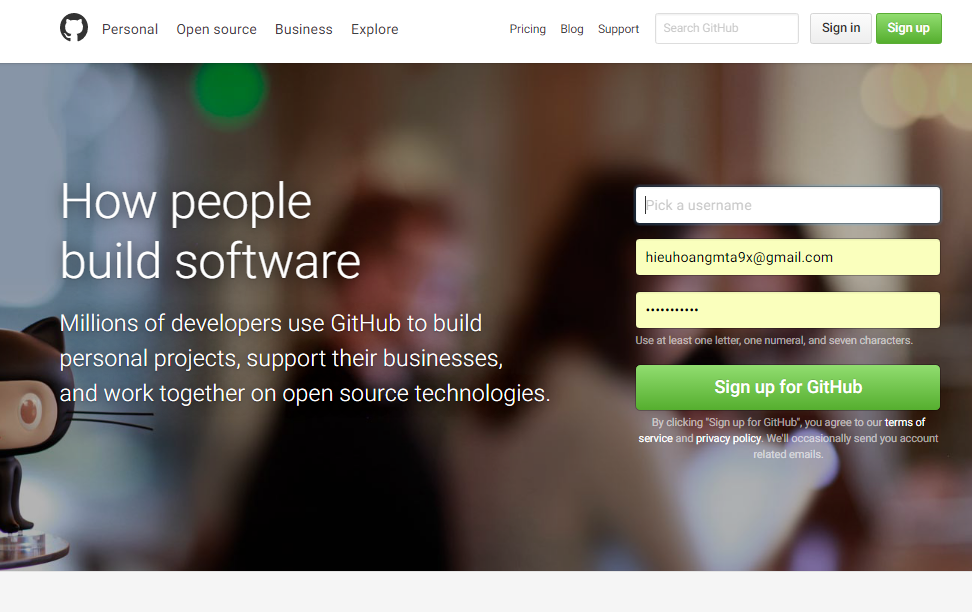 Personal Open source Business Explore Pricing Blog Support Search GitHub Sign in Sign up
How people
build software
Millions of developers use GitHub to build
personal projects, support their businesses,
and work together on open source technologies.
Pick a username
hieuhoangmta9x@gmail.com
•••••••••••
Use at least one letter, one numeral, and seven characters.
Sign up for GitHub
By clicking "Sign up for GitHub", you agree to our terms of
service and privacy policy. We'll occasionally send you account
related emails.